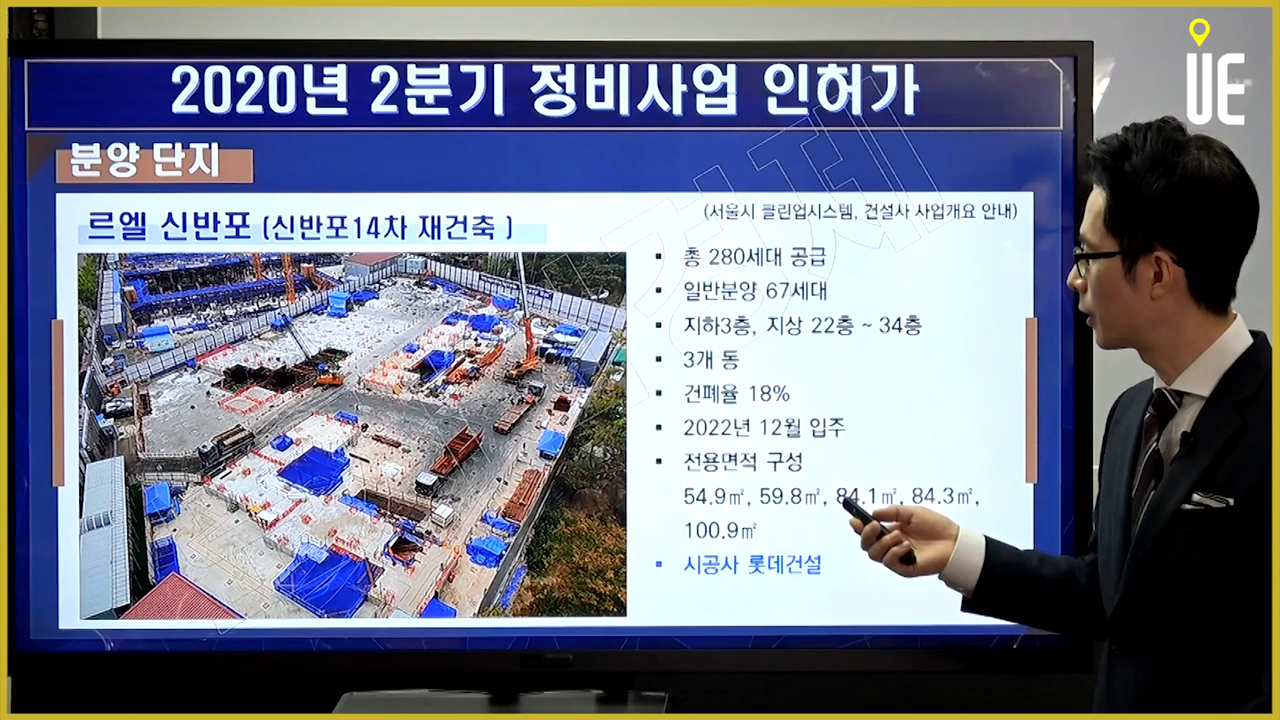 2020년 2분기 정비사업 인허가
UE
분양 단지
르엘 신반포 (신반포14차 재건축 )
(서울시 클린업시스템, 건설사 사업개요 안내)
▪ 총 280세대 공급
▪ 일반분양 67세대
▪ 지하3층, 지상 22층 ~ 34층
▪ 3개 동
▪ 건폐율 18%
▪ 2022년 12월 입주
▪ 전용면적 구성
54.9㎡, 59.8㎡, 84.1㎡, 84.3㎡,
100.9㎡
▪ 시공사 롯데건설
경제